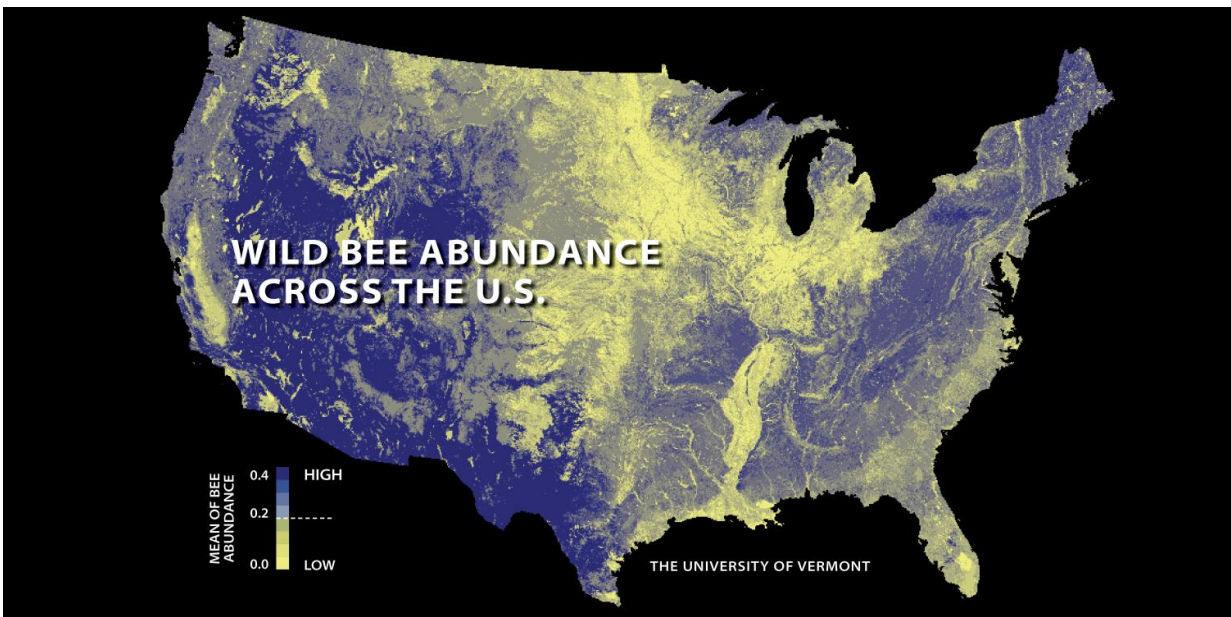 WILD BEE ABUNDANCE
ACROSS THE U.S.
MEAN OF BEE
ABUNDANCE
0.4 HIGH
0.2
0.0 LOW
THE UNIVERSITY OF VERMONT